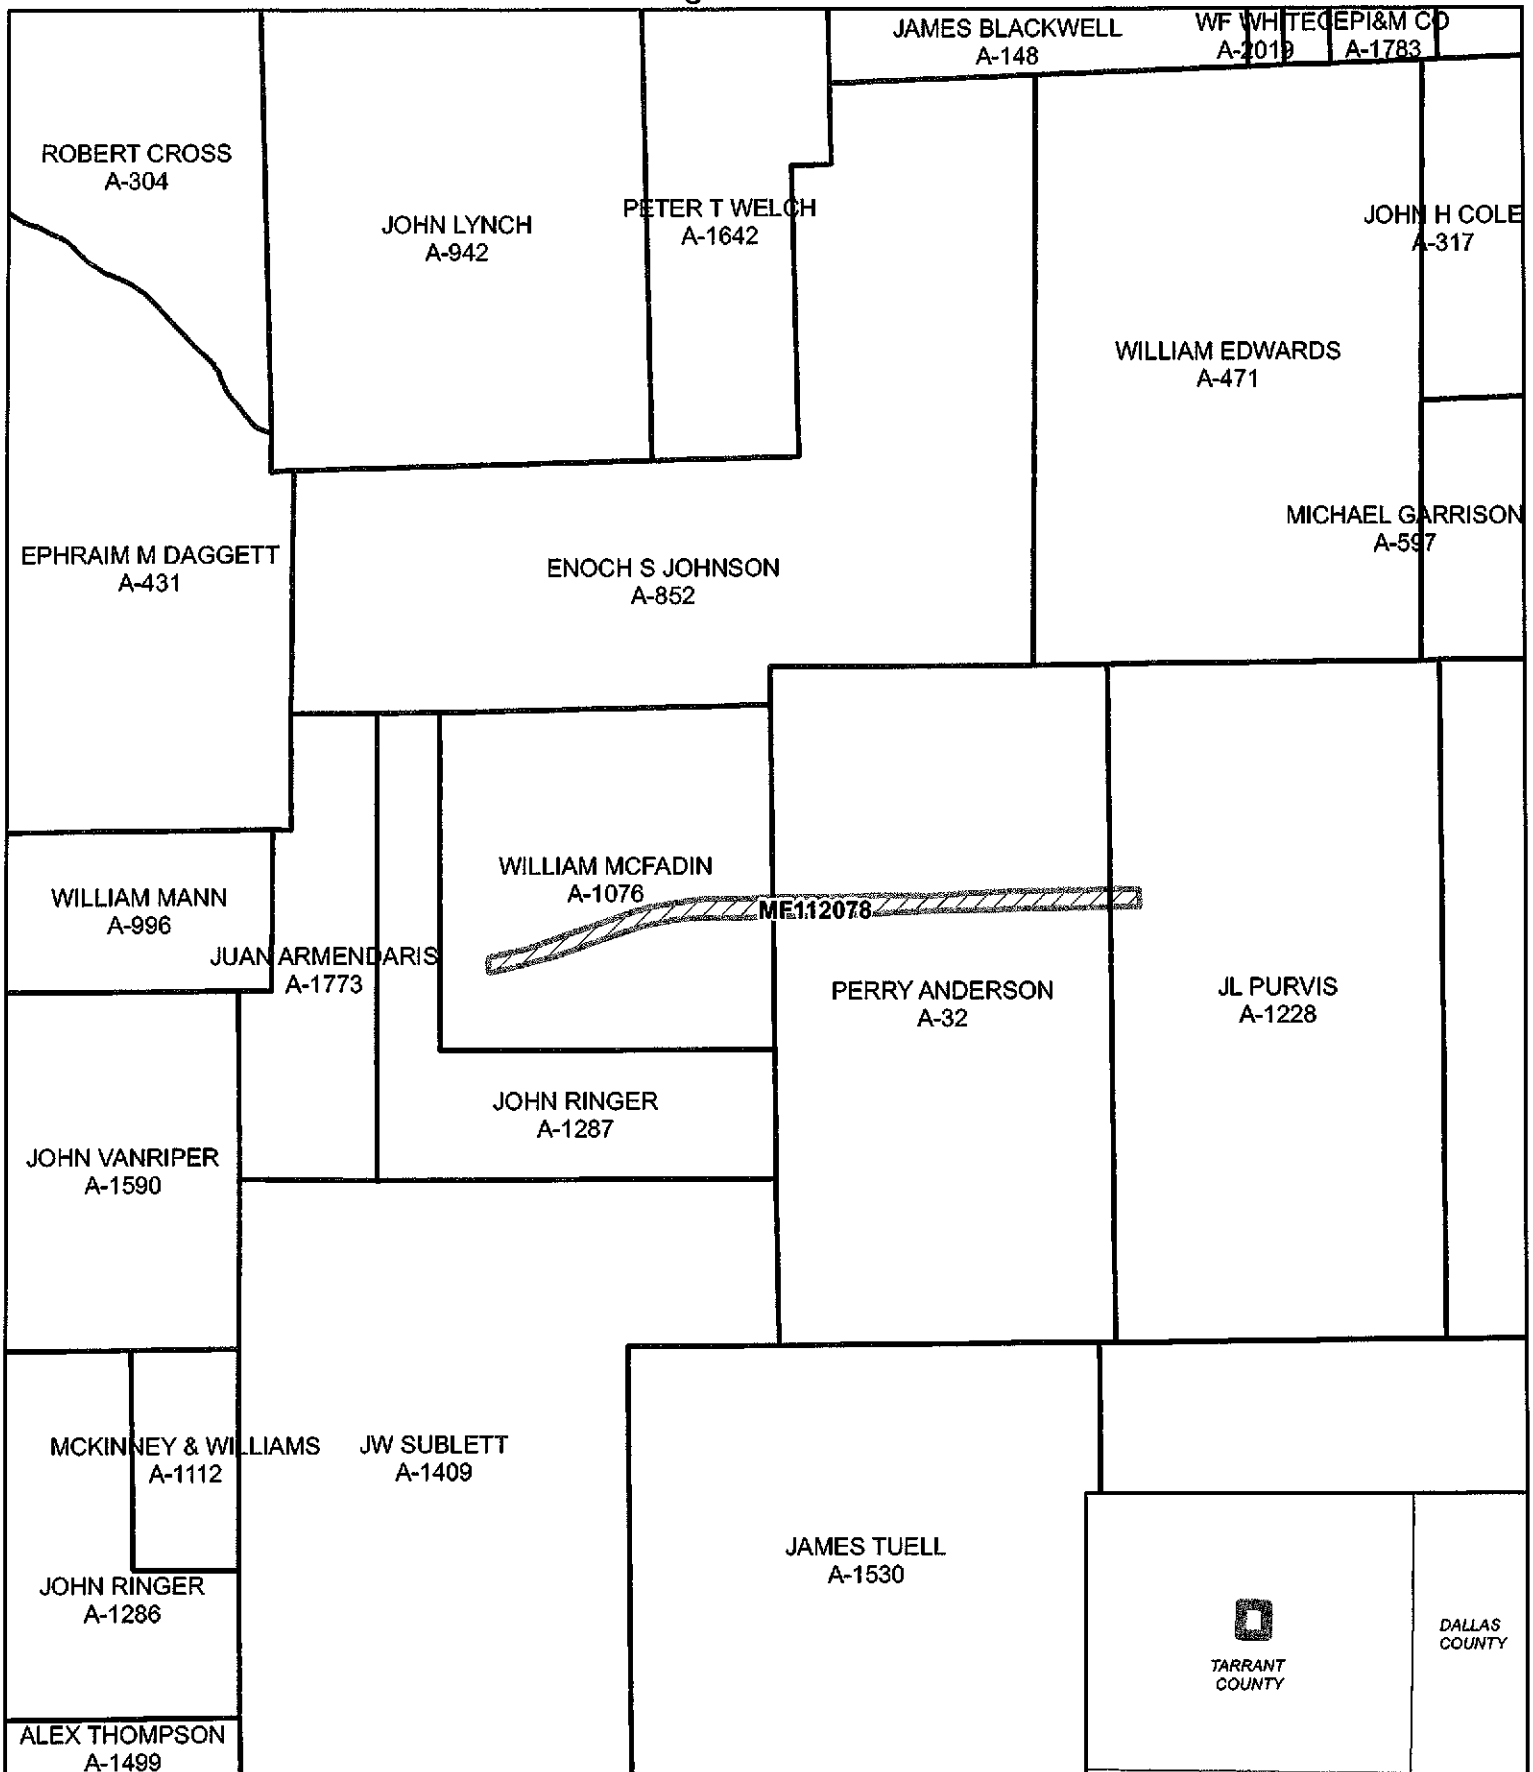 JAMES BLACKWELL
A-148
WF WHITE
A-2019
GEPI&M CO
A-1783
ROBERT CROSS
A-304
JOHN LYNCH
A-942
PETER T WELCH
A-1642
JOHN H COLE
A-317
WILLIAM EDWARDS
A-471
MICHAEL GARRISON
A-597
EPHRAIM M DAGGETT
A-431
ENOCH S JOHNSON
A-852
WILLIAM MCFADIN
A-1076
MF112078
WILLIAM MANN
A-996
JUAN ARMENDARIS
A-1773
PERRY ANDERSON
A-32
JL PURVIS
A-1228
JOHN RINGER
A-1287
JOHN VANRIPER
A-1590
MCKINNEY & WILLIAMS
A-1112
JW SUBLETT
A-1409
JAMES TUELL
A-1530
JOHN RINGER
A-1286
DALLAS
COUNTY
TARRANT
COUNTY
ALEX THOMPSON
A-1499